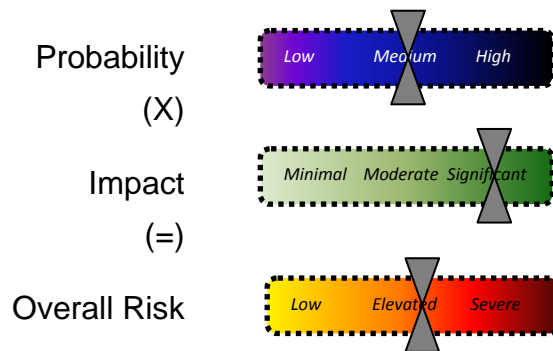 Probability Low Medium High
(X)
Impact Minimal Moderate Significant
(=)
Overall Risk Low Elevated Severe